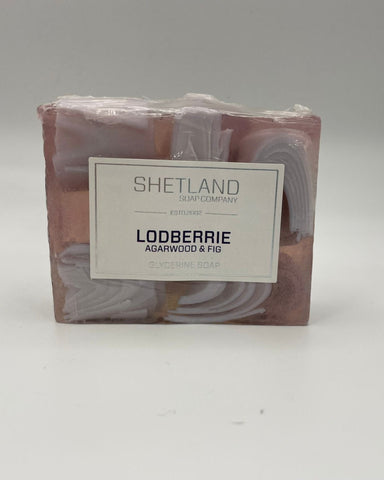 SHETLAND
SOAP COMPANY
LODBERRIE
AGARWOOD & FIG
GLYCERINE SOAP